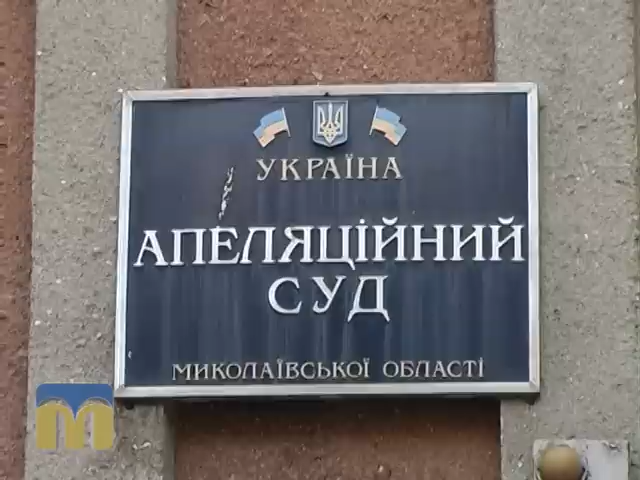 УКРАЇНА
АПЕЛЯЦІЙНИЙ
СУД
МИКОЛАЇВСЬКОЇ ОБЛАСТІ
m